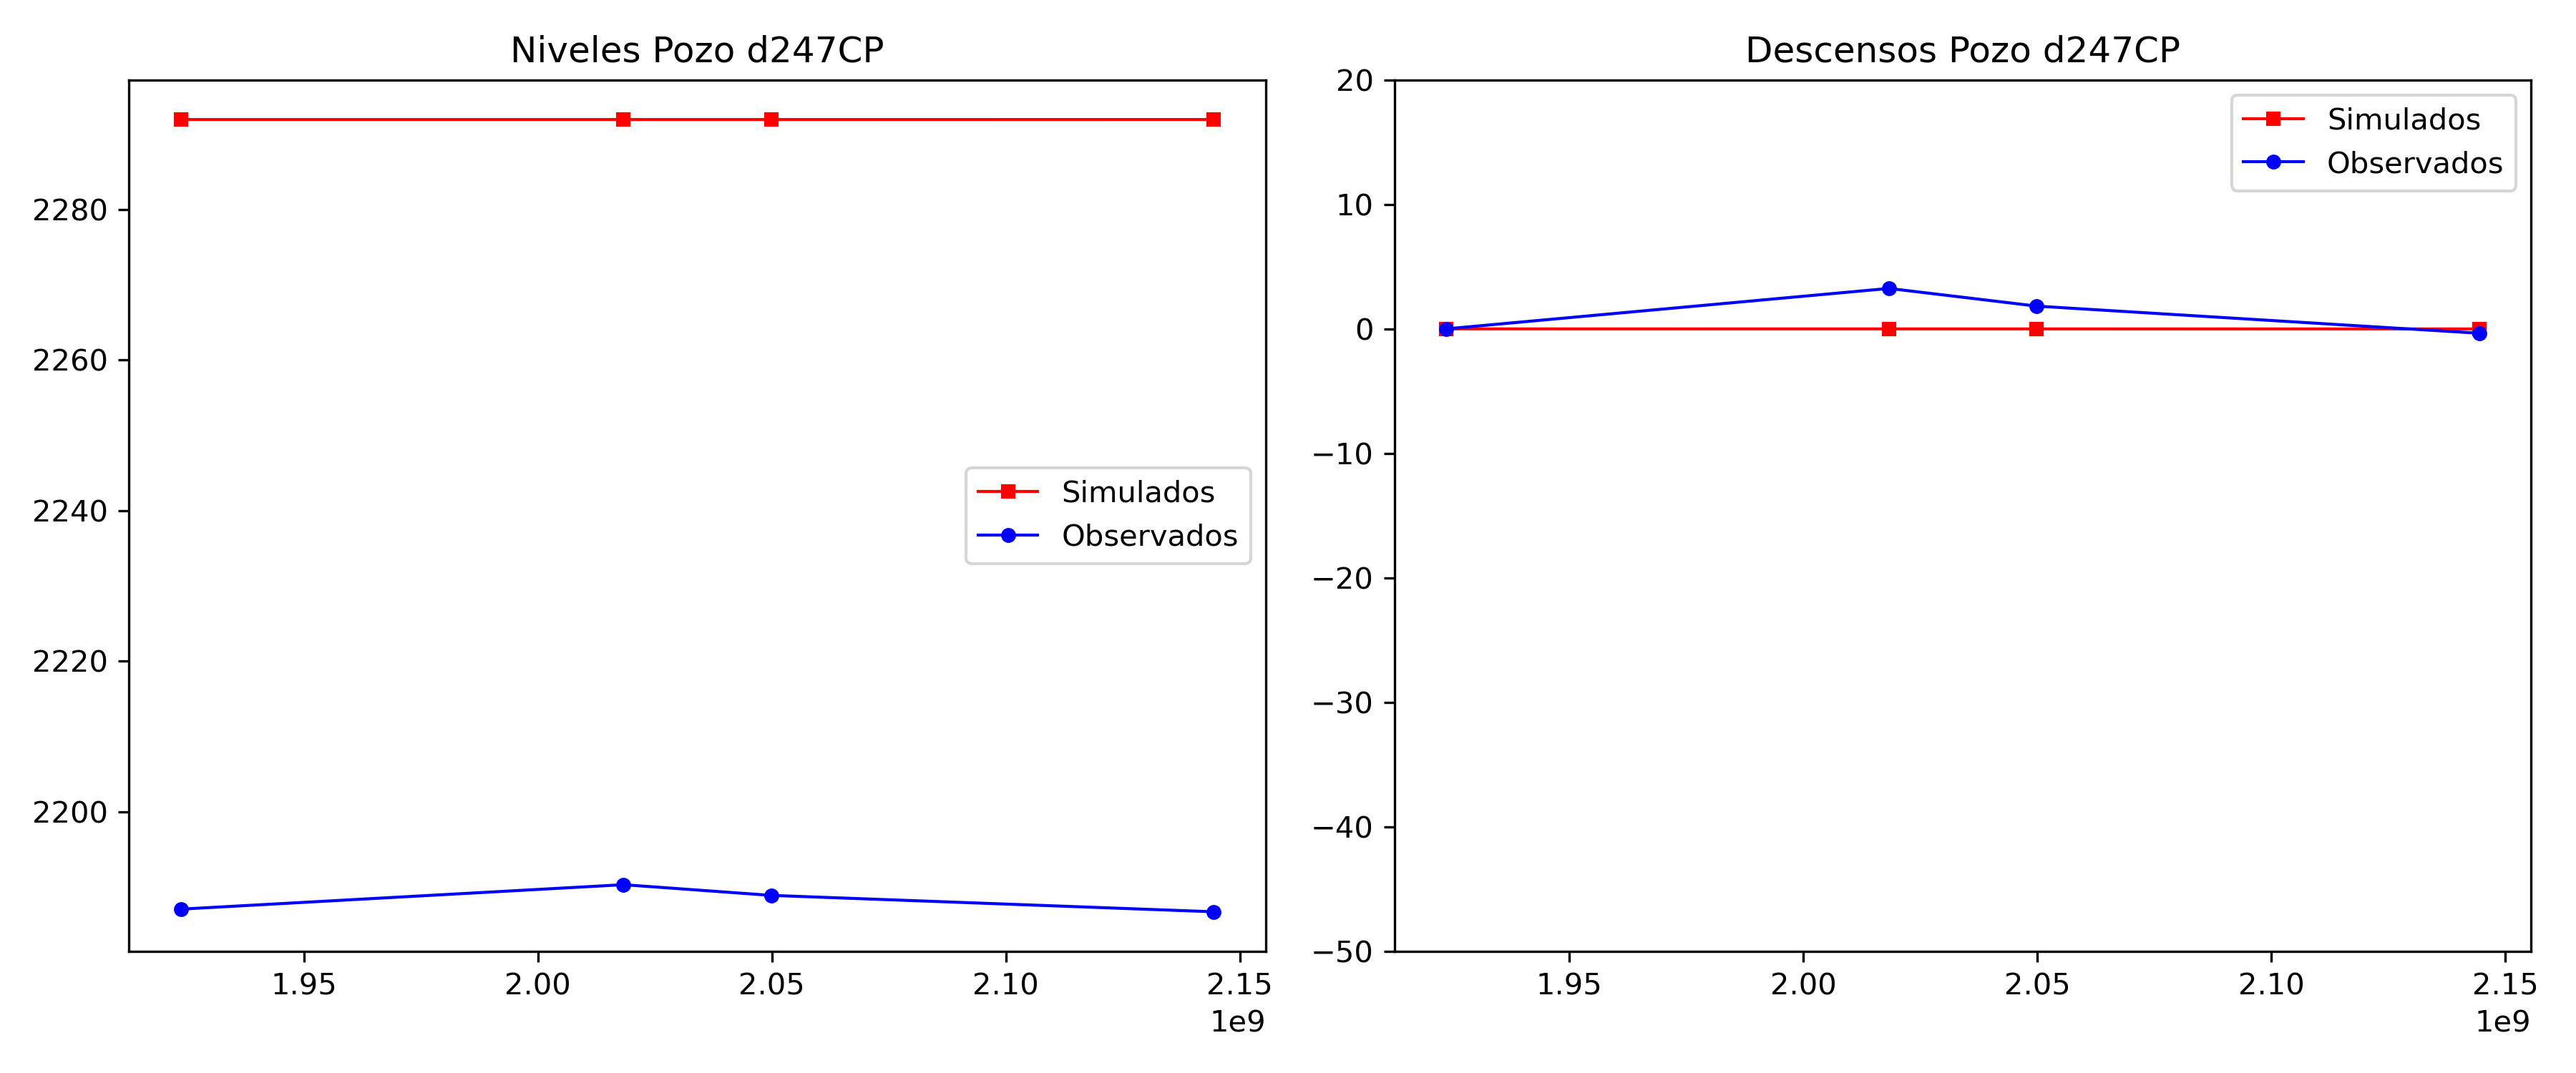 Niveles Pozo d247CP
2280
2260
2240
2220
2200
Simulados
Observados
1.95 2.00 2.05 2.10 2.15
1e9
Descensos Pozo d247CP
20
10
0
−10
−20
−30
−40
−50
Simulados
Observados
1.95 2.00 2.05 2.10 2.15
1e9